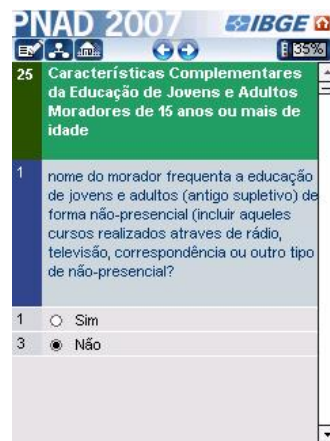 PNAD 2007 IBGE
35%
25 Características Complementares
da Educação de Jovens e Adultos
Moradores de 15 anos ou mais de
idade
1 nome do morador frequenta a educação
de jovens e adultos (antigo supletivo) de
forma não-presencial (incluir aqueles
cursos realizados atraves de rádio,
televisão, correspondência ou outro tipo
de não-presencial?
1 Sim
3 Não